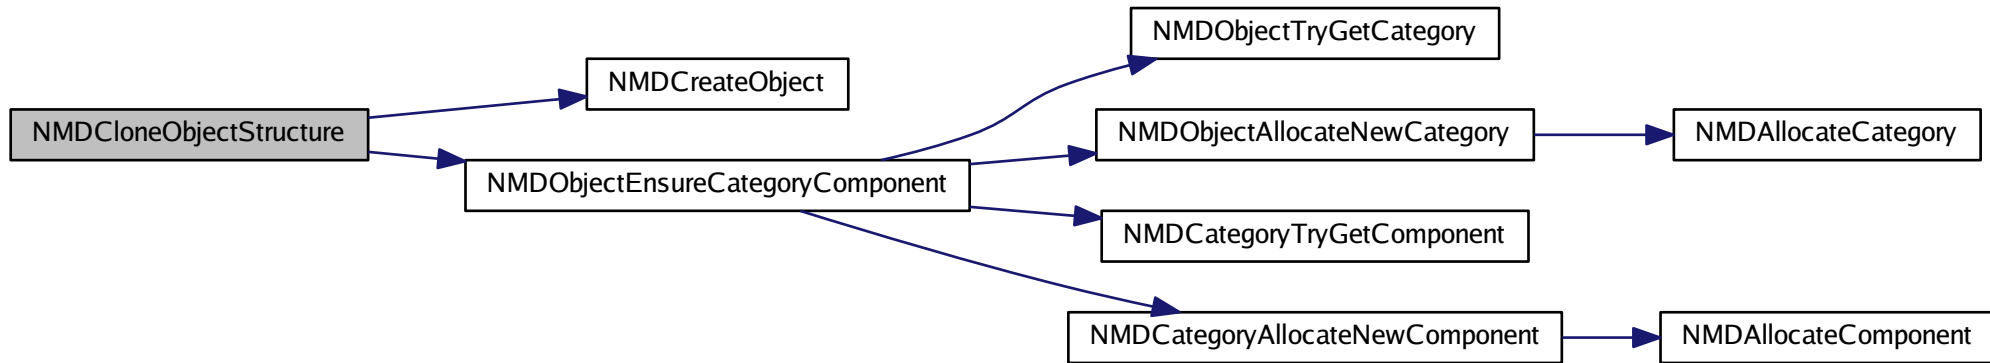 NMDCloneObjectStructure
NMDCreateObject
NMDObjectEnsureCategoryComponent
NMDObjectTryGetCategory
NMDObjectAllocateNewCategory
NMDAllocateCategory
NMDCategoryTryGetComponent
NMDCategoryAllocateNewComponent
NMDAllocateComponent